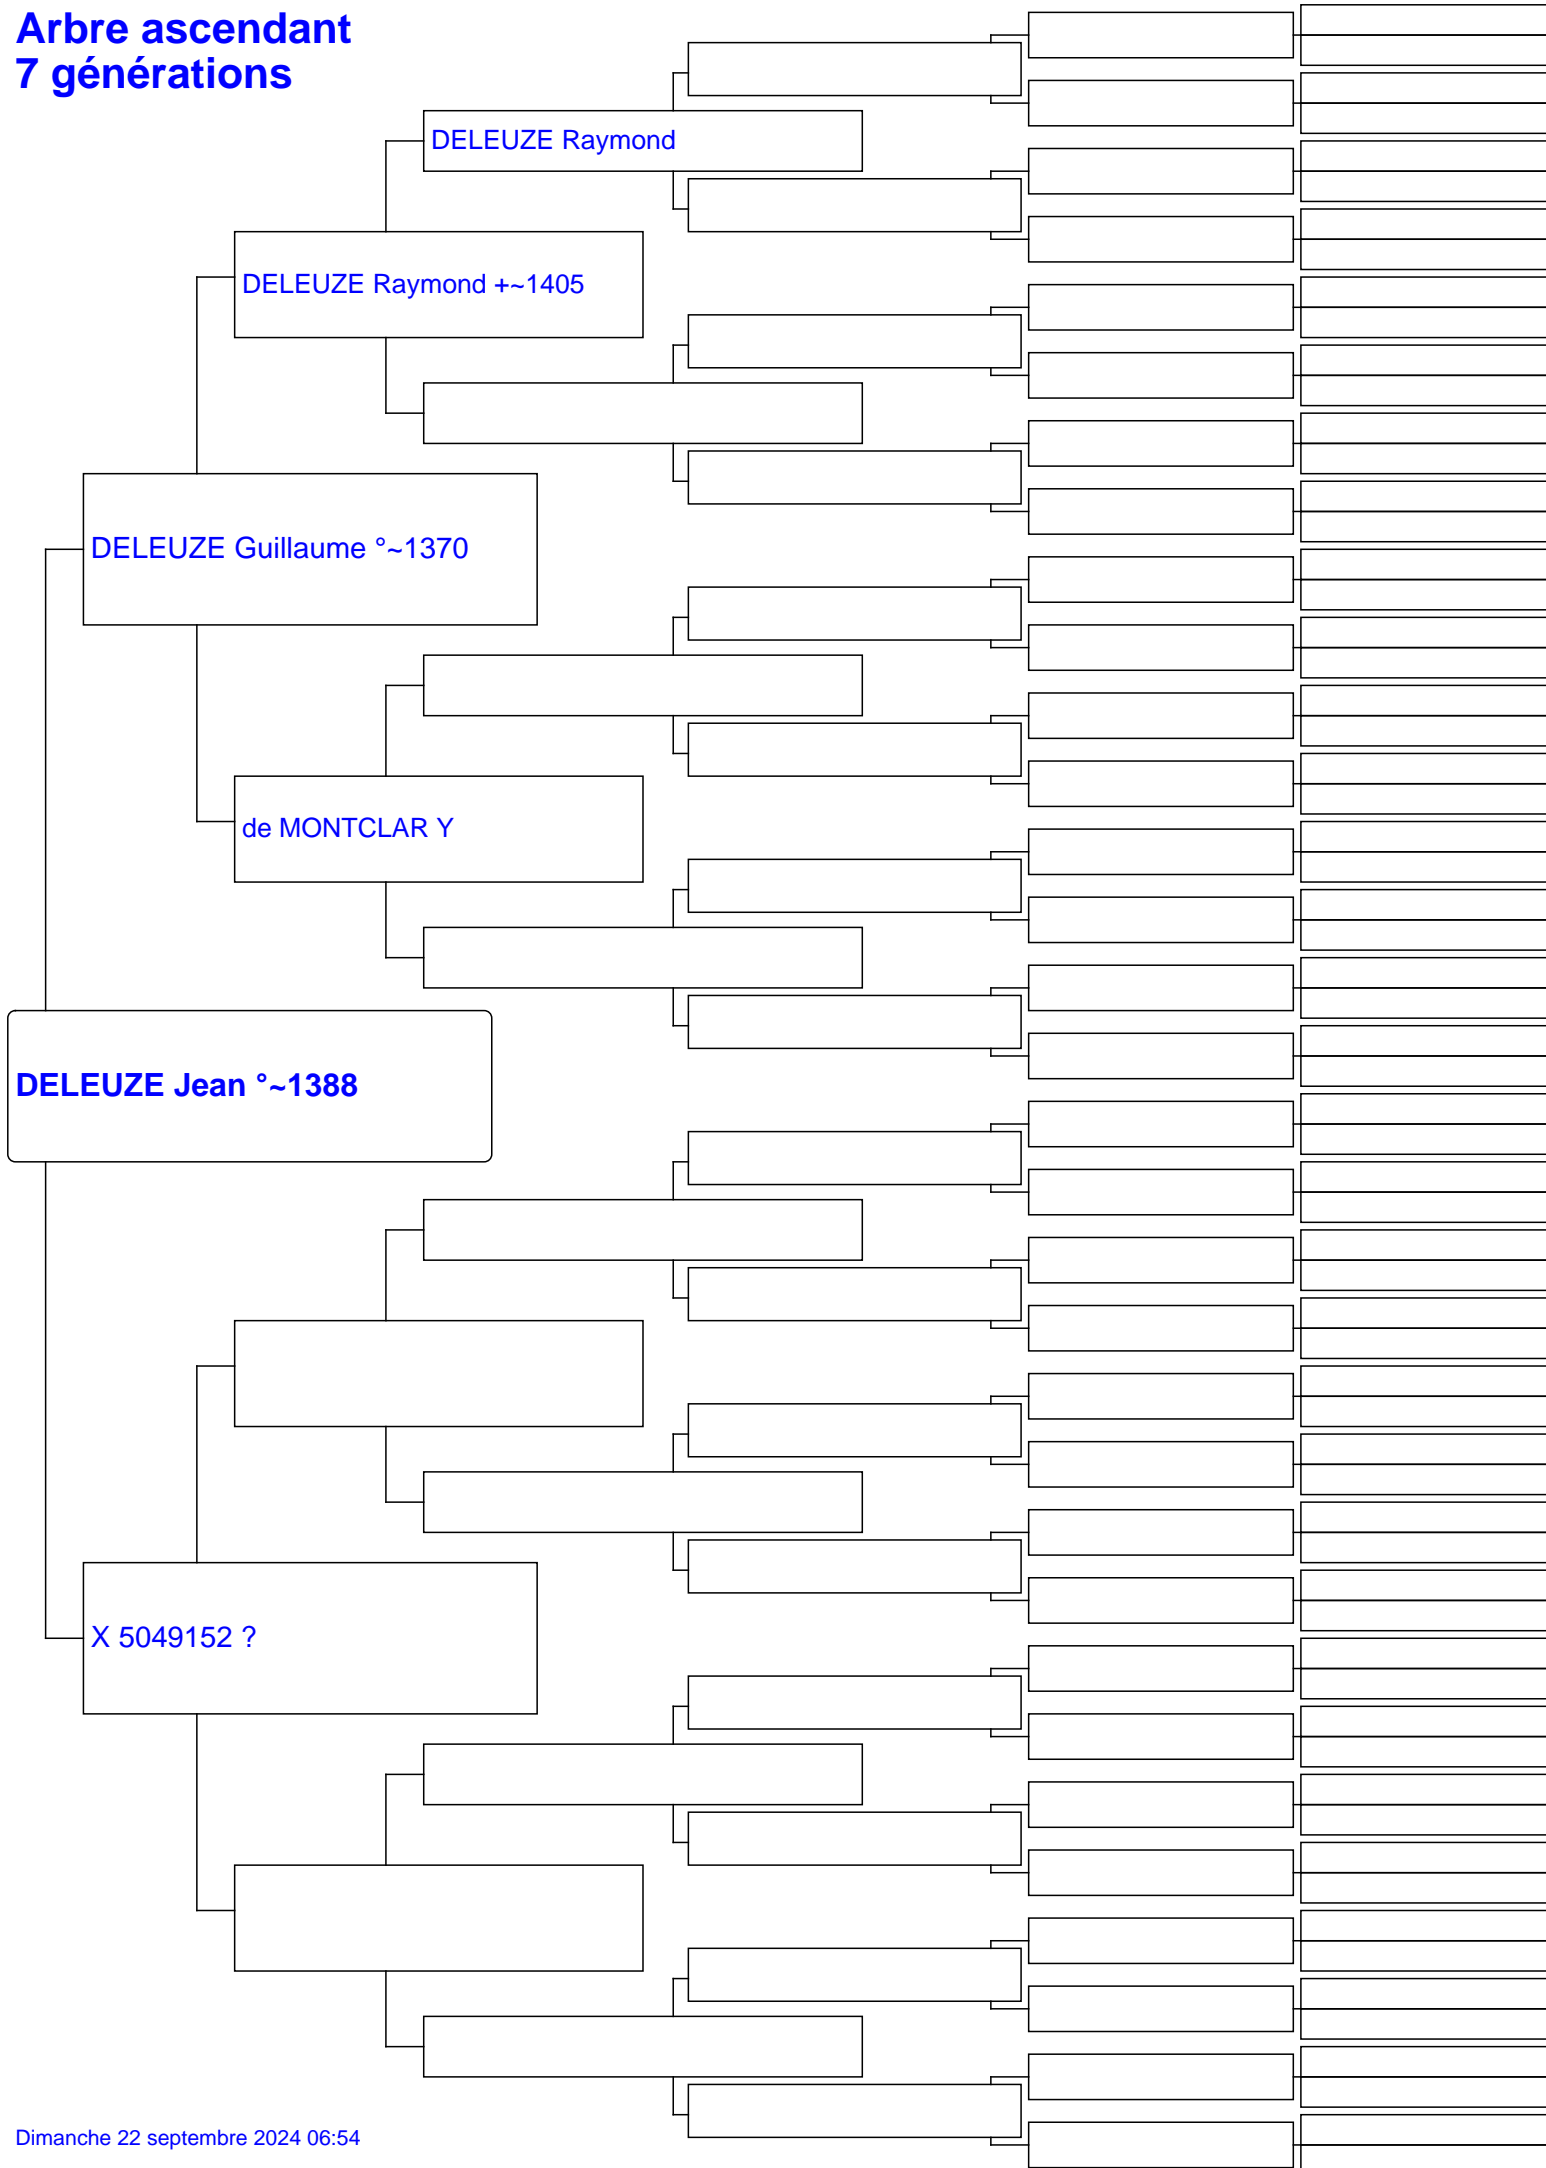 Arbre ascendant
7 générations
DELEUZE Raymond
DELEUZE Raymond +~1405
DELEUZE Guillaume °~1370
de MONTCLAR Y
DELEUZE Jean °~1388
X 5049152 ?
Dimanche 22 septembre 2024 06:54